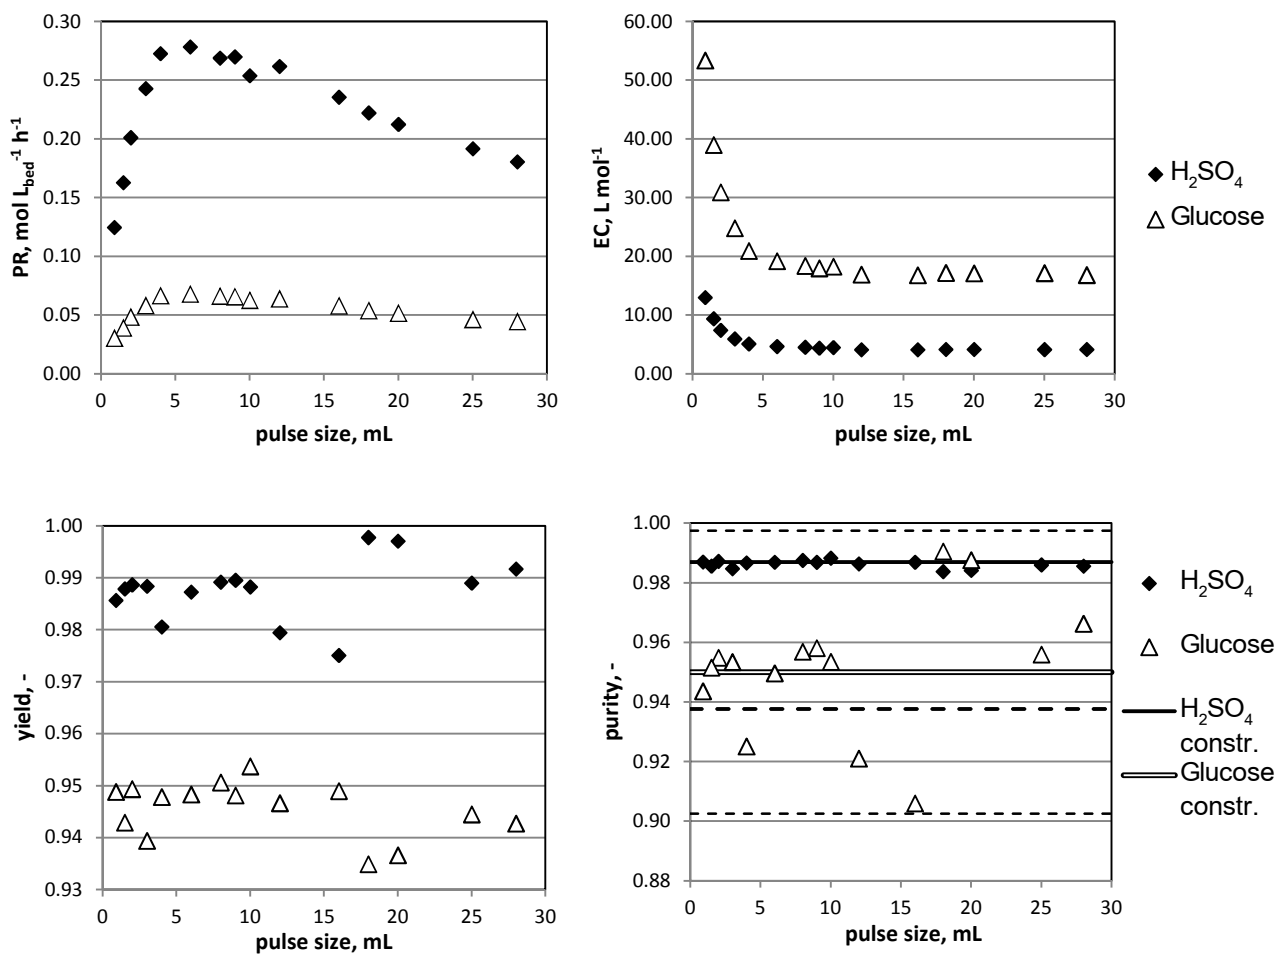 0.30
0.25
0.20
0.15
0.10
0.05
0.00
PR, mol L_bed^-1 h^-1
0 5 10 15 20 25 30
pulse size, mL
60.00
50.00
40.00
30.00
20.00
10.00
0.00
EC, L mol^-1
0 5 10 15 20 25 30
pulse size, mL
H₂SO₄
Glucose
1.00
0.99
0.98
0.97
0.96
0.95
0.94
0.93
yield, -
0 5 10 15 20 25 30
pulse size, mL
1.00
0.98
0.96
0.94
0.92
0.90
0.88
purity, -
0 5 10 15 20 25 30
pulse size, mL
H₂SO₄
Glucose
H₂SO₄
constr.
Glucose
constr.